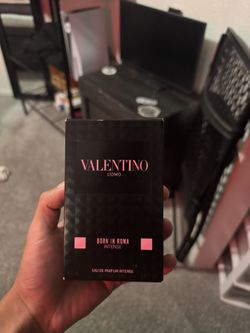 VALENTINO
UOMO
BORN IN ROMA
INTENSE
EAU DE PARFUM INTENSE